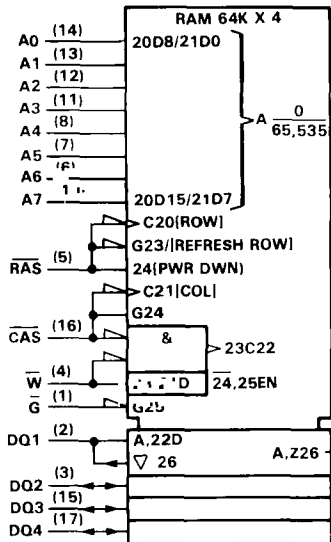 RAM 64K X 4
A0 (14) 20D8/21D0
A1 (13)
A2 (12)
A3 (11)
A4 (8)
A5 (7)
A6 (6)
A7 20D15/21D7
A 0
65,535
C20[ROW]
G23/[REFRESH ROW]
RAS (5) 24(PWR DWN)
C21[COL]
G24
CAS (16) & 23C22
W (4) 24,25EN
G (1) G25
DQ1 (2) A,22D
26 A,Z26
DQ2 (3)
DQ3 (15)
DQ4 (17)